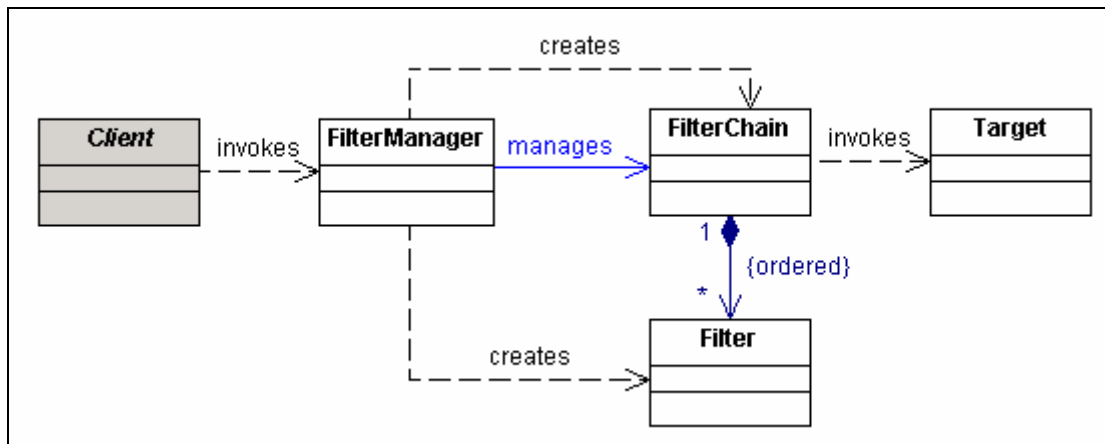 creates
Client
invokes
FilterManager
manages
FilterChain
invokes
Target
1
{ordered}
*
Filter
creates